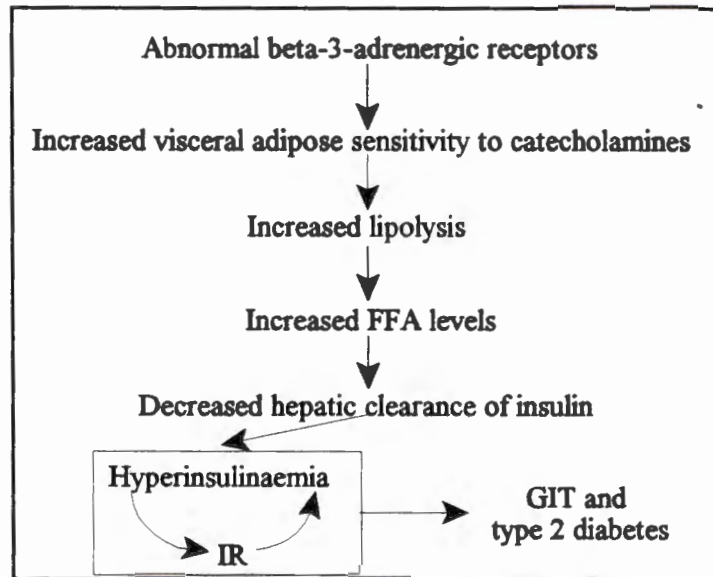 Abnormal beta-3-adrenergic receptors
Increased visceral adipose sensitivity to catecholamines
Increased lipolysis
Increased FFA levels
Decreased hepatic clearance of insulin
Hyperinsulinaemia
IR
GIT and
type 2 diabetes